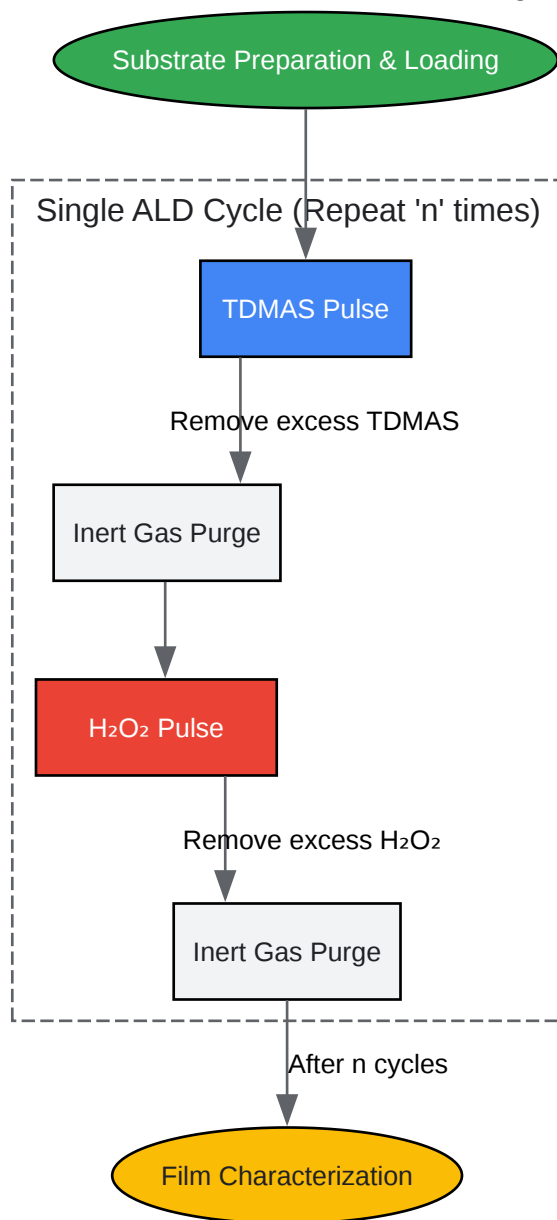 Substrate Preparation & Loading
Single ALD Cycle (Repeat 'n' times)
TDMAS Pulse
Remove excess TDMAS
Inert Gas Purge
H₂O₂ Pulse
Remove excess H₂O₂
Inert Gas Purge
After n cycles
Film Characterization